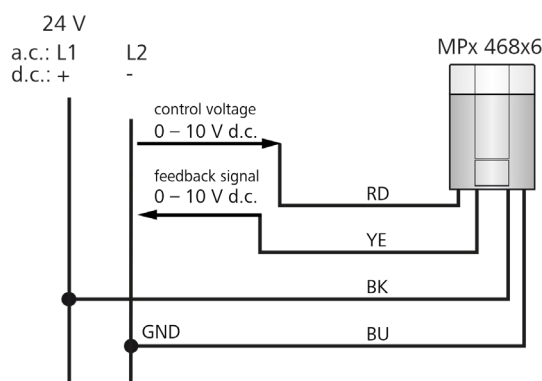 24 V
a.c.: L1 L2
d.c.: + -
MPx 468x6
control voltage
0 – 10 V d.c.
feedback signal
0 – 10 V d.c.
RD
YE
BK
GND
BU